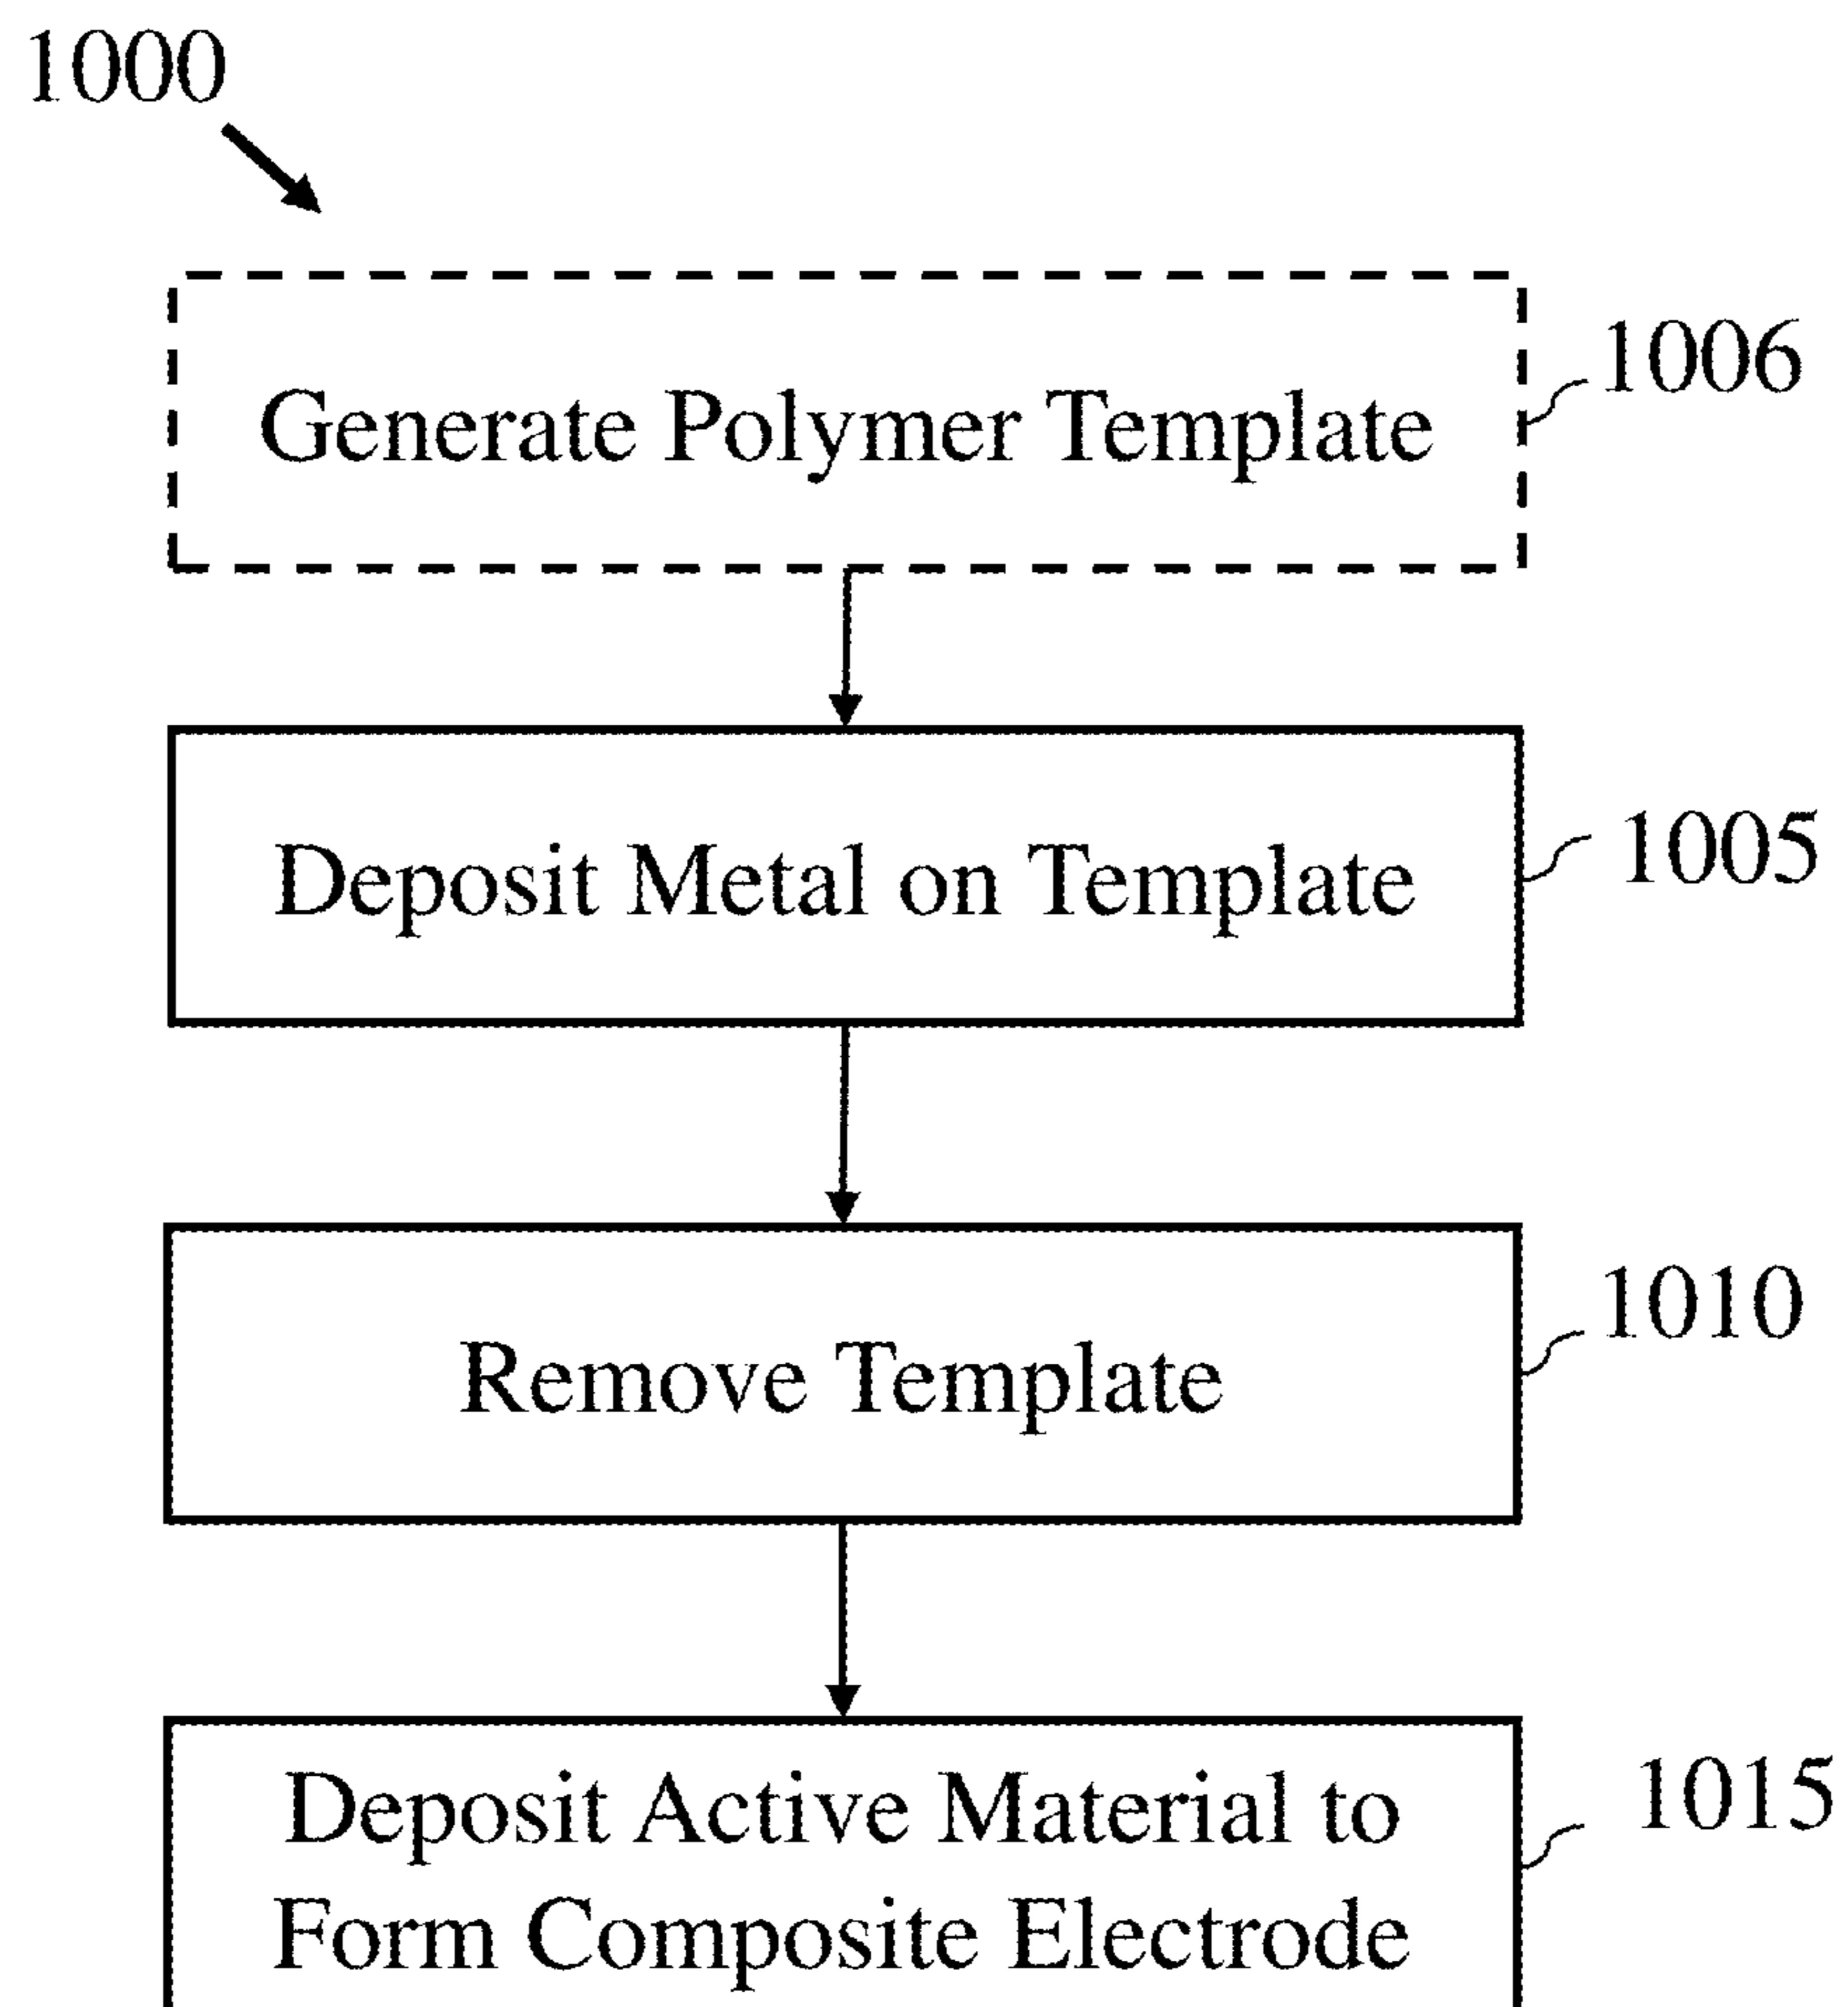 1000
Generate Polymer Template
1006
Deposit Metal on Template
1005
Remove Template
1010
Deposit Active Material to
Form Composite Electrode
1015